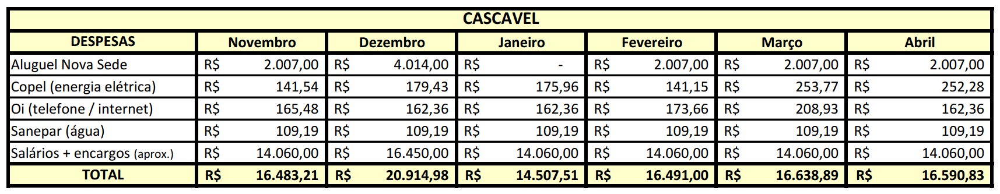 CASCAVEL
DESPESAS Novembro Dezembro Janeiro Fevereiro Março Abril
Aluguel Nova Sede R$ 2.007,00 R$ 4.014,00 R$ - R$ 2.007,00 R$ 2.007,00 R$ 2.007,00
Copel (energia elétrica) R$ 141,54 R$ 179,43 R$ 175,96 R$ 141,15 R$ 253,77 R$ 252,28
Oi (telefone / internet) R$ 165,48 R$ 162,36 R$ 162,36 R$ 173,66 R$ 208,93 R$ 162,36
Sanepar (água) R$ 109,19 R$ 109,19 R$ 109,19 R$ 109,19 R$ 109,19 R$ 109,19
Salários + encargos (aprox.) R$ 14.060,00 R$ 16.450,00 R$ 14.060,00 R$ 14.060,00 R$ 14.060,00 R$ 14.060,00
TOTAL R$ 16.483,21 R$ 20.914,98 R$ 14.507,51 R$ 16.491,00 R$ 16.638,89 R$ 16.590,83